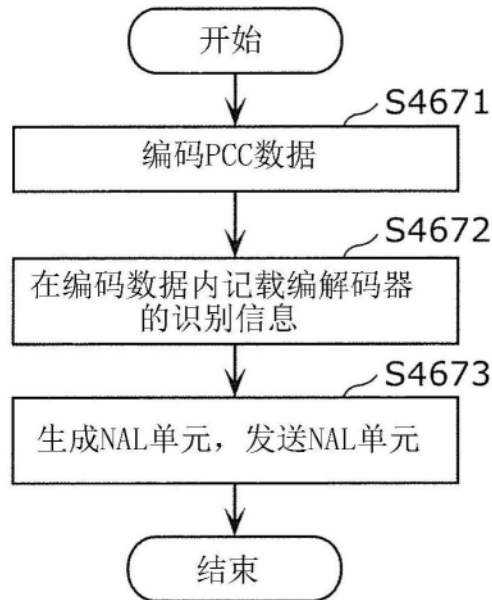 开始
S4671
编码PCC数据
S4672
在编码数据内记载编解码器
的识别信息
S4673
生成NAL单元，发送NAL单元
结束